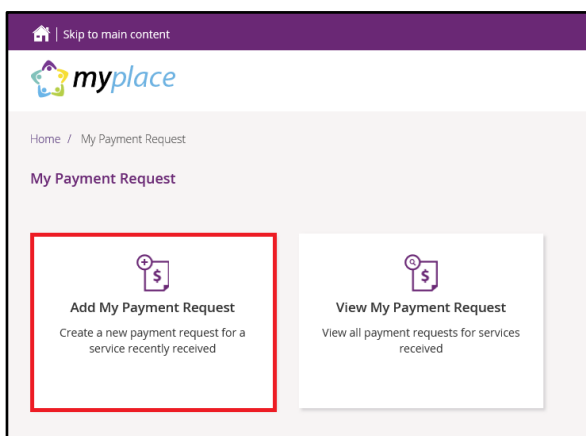 | Skip to main content
myplace
Home / My Payment Request
My Payment Request
Add My Payment Request
Create a new payment request for a
service recently received
View My Payment Request
View all payment requests for services
received